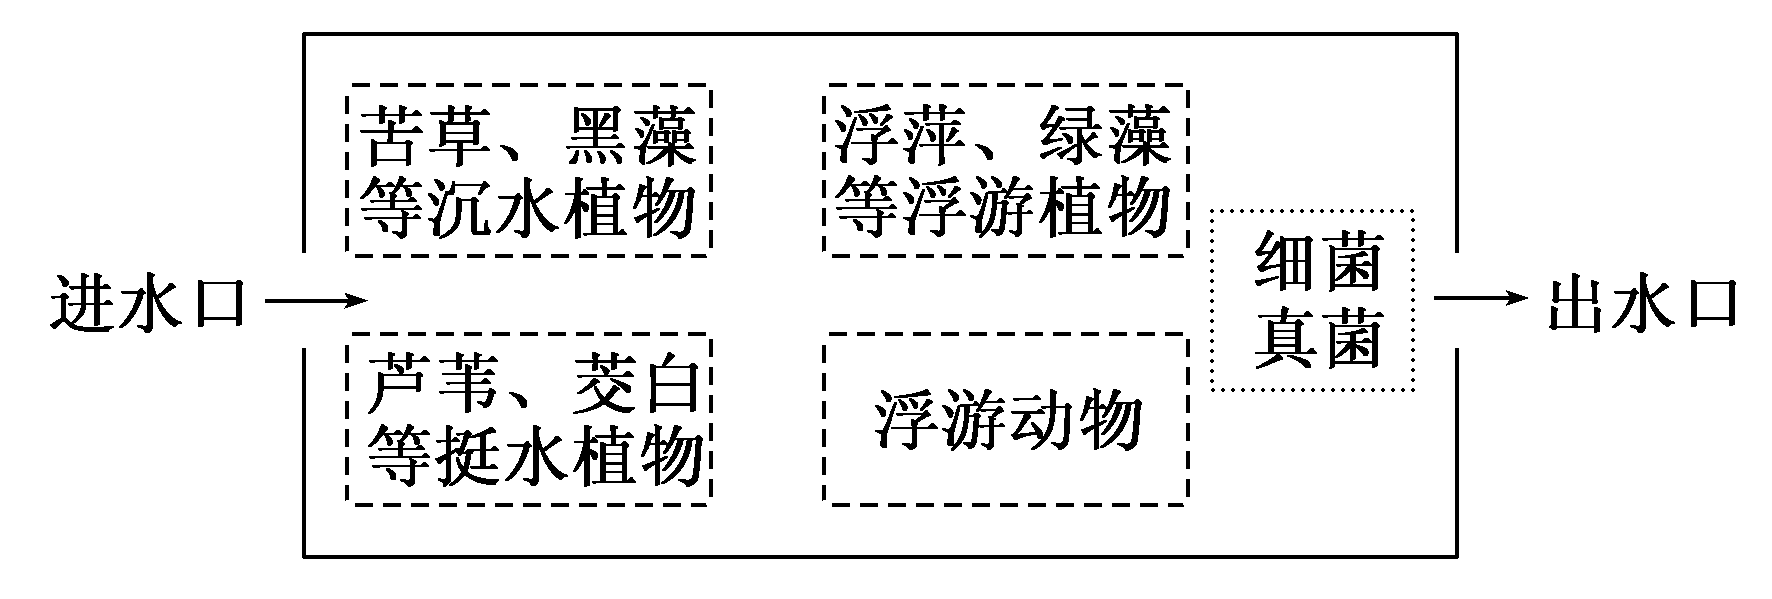 进水口
苦草、黑藻
等沉水植物
芦苇、茭白
等挺水植物
浮萍、绿藻
等浮游植物
浮游动物
细菌
真菌
出水口